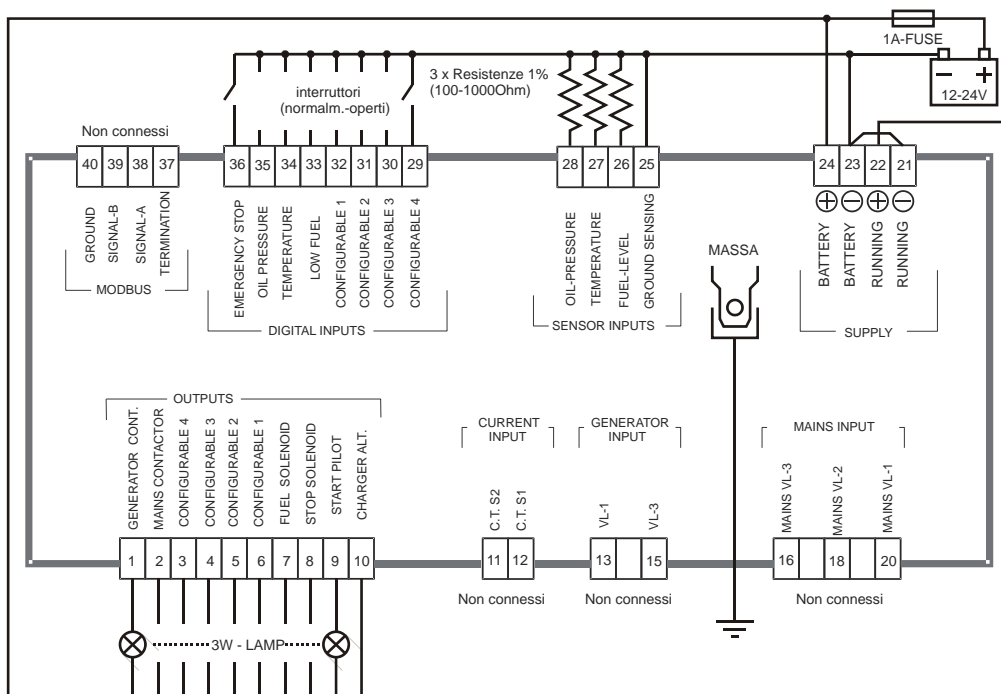 1A-FUSE
12-24V
3 x Resistenze 1%
(100-1000Ohm)
interruttori
(normalm.-operti)
Non connessi
40 39 38 37
36 35 34 33 32 31 30 29
28 27 26 25
24 23 22 21
GROUND
SIGNAL-B
SIGNAL-A
TERMINATION
MODBUS
EMERGENCY STOP
OIL PRESSURE
TEMPERATURE
LOW FUEL
CONFIGURABLE 1
CONFIGURABLE 2
CONFIGURABLE 3
CONFIGURABLE 4
DIGITAL INPUTS
OIL-PRESSURE
TEMPERATURE
FUEL-LEVEL
GROUND SENSING
SENSOR INPUTS
MASSA
BATTERY
BATTERY
RUNNING
RUNNING
SUPPLY
OUTPUTS
GENERATOR CONT.
MAINS CONTACTOR
CONFIGURABLE 4
CONFIGURABLE 3
CONFIGURABLE 2
CONFIGURABLE 1
FUEL SOLENOID
STOP SOLENOID
START PILOT
CHARGER ALT.
CURRENT
INPUT
C.T. S2
C.T. S1
GENERATOR
INPUT
VL-1
VL-3
MAINS INPUT
MAINS VL-3
MAINS VL-2
MAINS VL-1
1 2 3 4 5 6 7 8 9 10
11 12
13 15
16 18 20
Non connessi
Non connessi
Non connessi
3W - LAMP